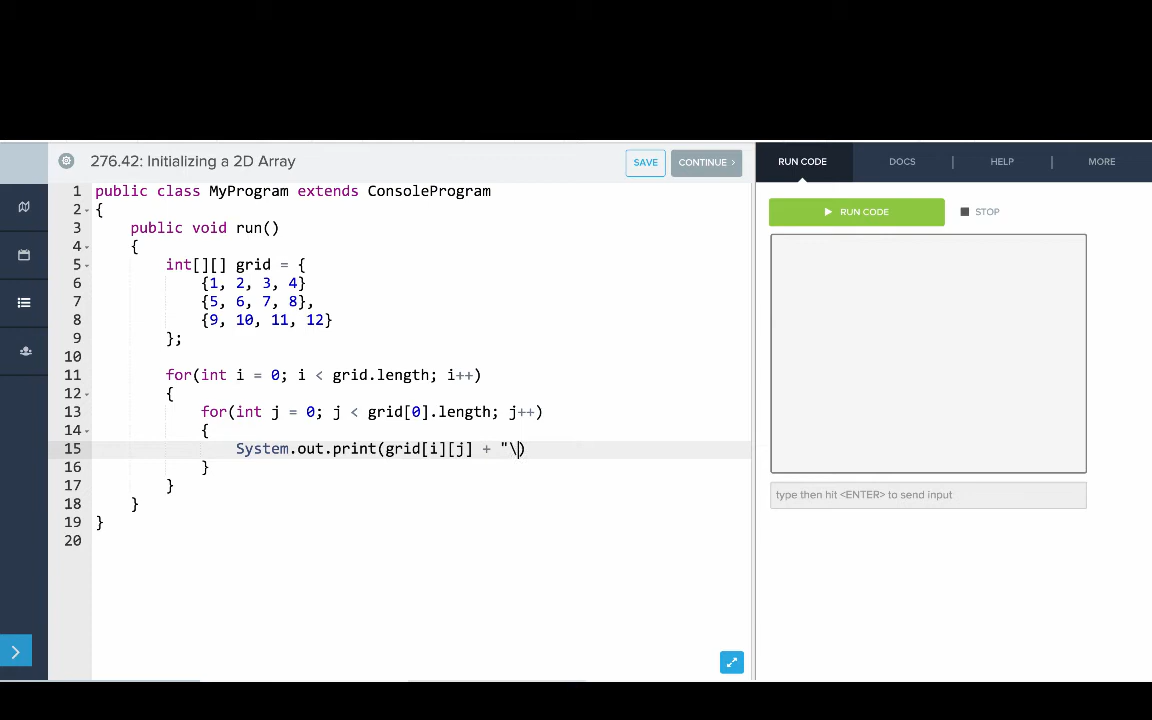 276.42: Initializing a 2D Array
SAVE
CONTINUE >
RUN CODE
DOCS
HELP
MORE
1 public class MyProgram extends ConsoleProgram
2 {
3     public void run()
4     {
5         int[][] grid = {
6             {1, 2, 3, 4}
7             {5, 6, 7, 8},
8             {9, 10, 11, 12}
9         };
10
11         for(int i = 0; i < grid.length; i++)
12         {
13             for(int j = 0; j < grid[0].length; j++)
14             {
15                 System.out.print(grid[i][j] + "\)
16             }
17         }
18     }
19 }
20
RUN CODE
STOP
type then hit <ENTER> to send input